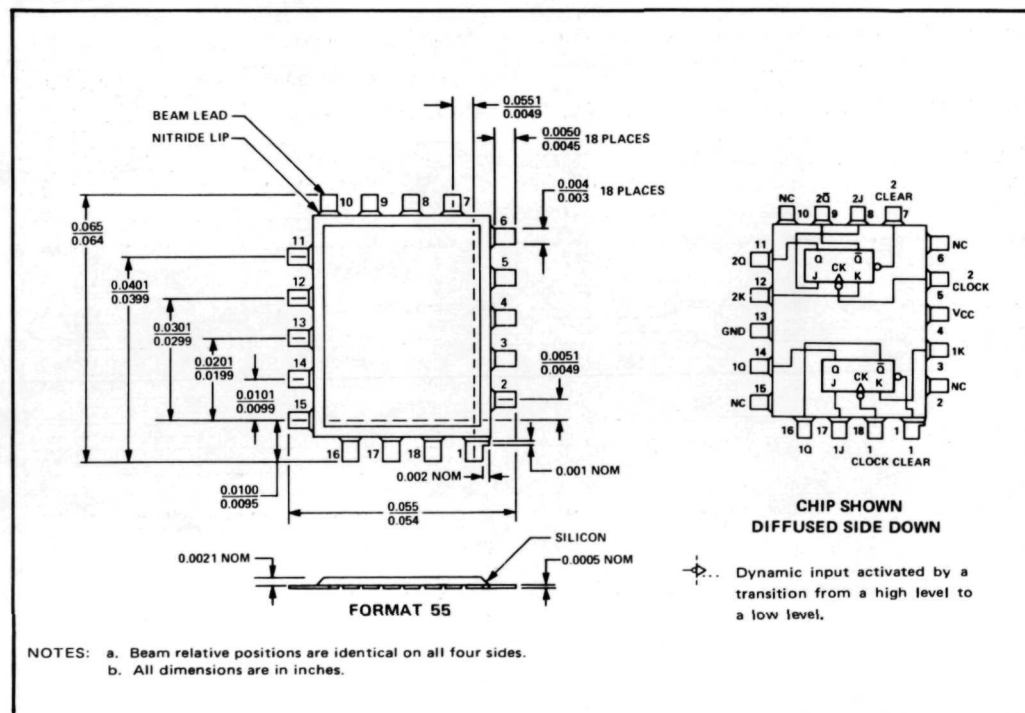 BEAM LEAD
NITRIDE LIP
0.0551
0.0049
0.0050
0.0045
18 PLACES
0.004
0.003
18 PLACES
0.065
0.064
0.0401
0.0399
0.0301
0.0299
0.0201
0.0199
0.0101
0.0099
0.0100
0.0095
10
9
8
7
6
5
4
3
2
11
12
13
14
15
16
17
18
1
0.0051
0.0049
0.001 NOM
0.002 NOM
0.055
0.054
0.0021 NOM
SILICON
0.0005 NOM
FORMAT 55
2
CLEAR
NC
2Q̅
2J
10
9
8
7
11
2Q
12
2K
13
GND
14
1Q
15
NC
NC
6
2
CLOCK
5
VCC
4
1K
3
NC
2
Q
Q̅
CK
J
K
Q
Q̅
CK
J
K
16
17
18
1
1Q
1J
1
1
CLOCK CLEAR
CHIP SHOWN
DIFFUSED SIDE DOWN
... Dynamic input activated by a
transition from a high level to
a low level.
NOTES: a. Beam relative positions are identical on all four sides.
b. All dimensions are in inches.